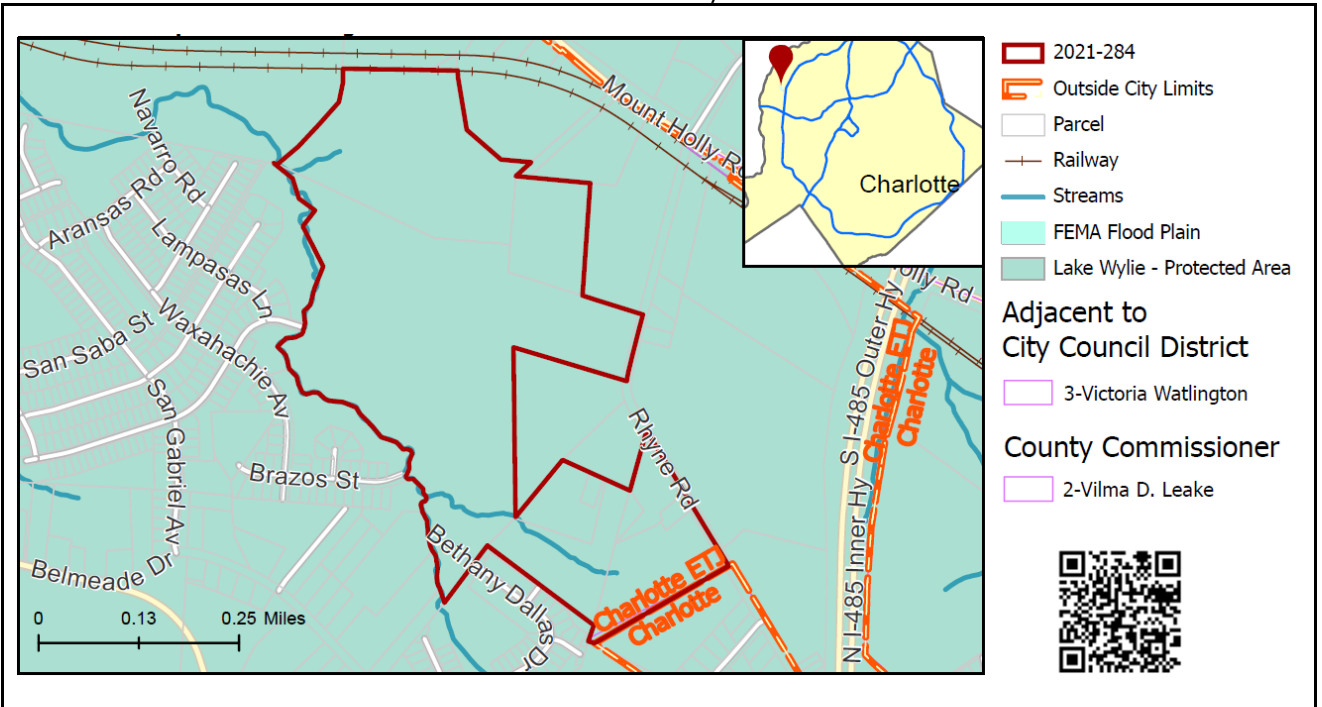 Mount Holly Rd
Navarro Rd
Aransas Rd
Lampasas Ln
Waxahachie Av
San Saba St
San Gabriel Av
Brazos St
Belmeade Dr
Bethany Dallas Dr
Rhyne Rd
Charlotte ETJ
Charlotte
S I-485 Outer Hy
N I-485 Inner Hy
Charlotte ETJ
Charlotte
olly Rd
Charlotte
0 0.13 0.25 Miles
2021-284
Outside City Limits
Parcel
Railway
Streams
FEMA Flood Plain
Lake Wylie - Protected Area
Adjacent to
City Council District
3-Victoria Watlington
County Commissioner
2-Vilma D. Leake